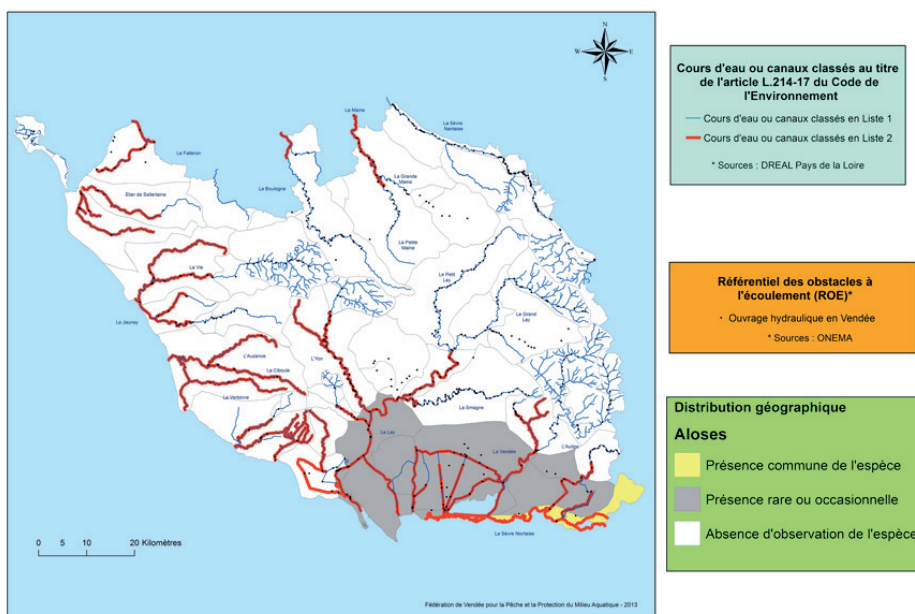 N
W
E
S
La Maine
La Sèvre
Nantaise
Le Falleron
La Boulogne
La Grande
Maine
Etier de Sallertaine
La Petite
Maine
La Vie
Le Petit
Lay
Le Grand
Lay
Le Jaunay
L'Auzance
L'Yon
La Ciboule
La Vertonne
La Smagne
Le Lay
La Vendée
L'Autise
La Sèvre Niortaise
0 5 10 20 Kilomètres
Fédération de Vendée pour la Pêche et la Protection du Milieu Aquatique - 2013
Cours d'eau ou canaux classés au titre
de l'article L.214-17 du Code de
l'Environnement
Cours d'eau ou canaux classés en Liste 1
Cours d'eau ou canaux classés en Liste 2
* Sources : DREAL Pays de la Loire
Référentiel des obstacles à
l'écoulement (ROE)*
Ouvrage hydraulique en Vendée
* Sources : ONEMA
Distribution géographique
Aloses
Présence commune de l'espèce
Présence rare ou occasionnelle
Absence d'observation de l'espèce